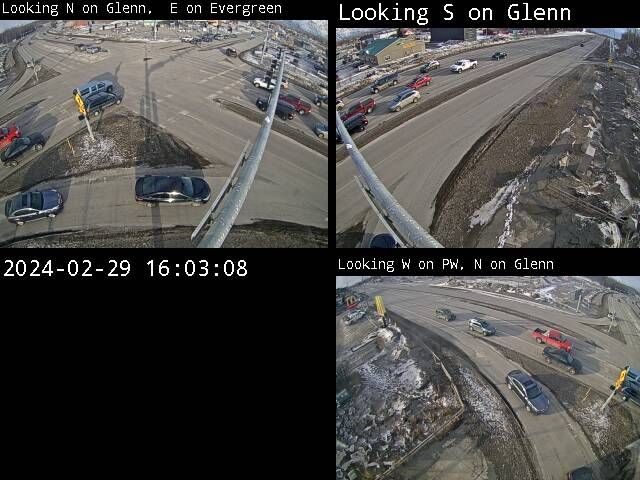 Looking N on Glenn,  E on Evergreen
Looking S on Glenn
2024-02-29 16:03:08
Looking W on PW, N on Glenn